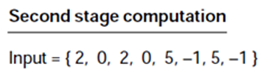 Second stage computation
Input = { 2, 0, 2, 0, 5, –1, 5, –1 }